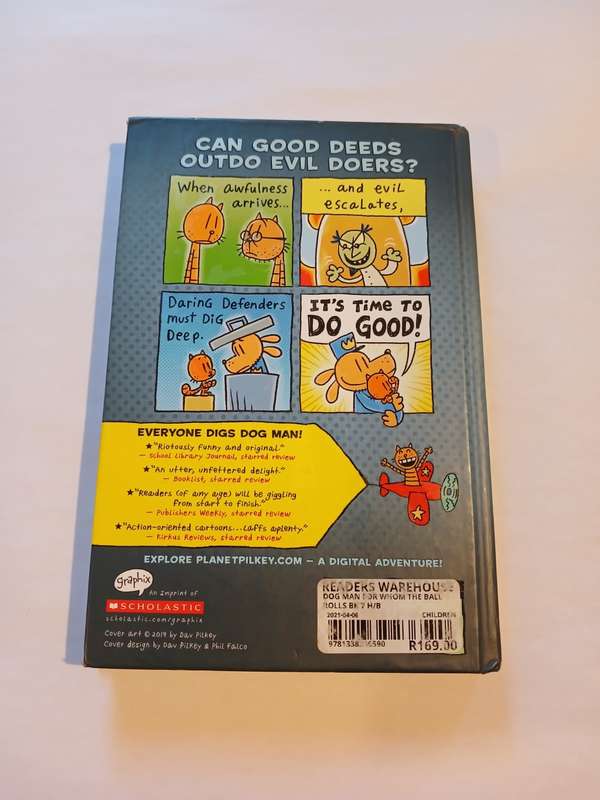 CAN GOOD DEEDS
OUTDO EVIL DOERS?
When awfulness
arrives...
... and evil
escalates,
Daring Defenders
must Dig
Deep.
IT'S TIME TO
DO GOOD!
EVERYONE DIGS DOG MAN!
★"Riotously funny and original."
— School Library Journal, starred review
★"An utter, unfettered delight."
— Booklist, starred review
★"Readers (of any age) will be giggling
from start to finish."
— Publishers Weekly, starred review
★"Action-oriented cartoons...Laffs aplenty."
— Kirkus Reviews, starred review
EXPLORE PLANETPILKEY.COM — A DIGITAL ADVENTURE!
graphix
An Imprint of
SCHOLASTIC
scholastic.com/graphix
Cover art © 2019 by Dav Pilkey
Cover design by Dav Pilkey & Phil Falco
READERS WAREHOUSE
DOG MAN FOR WHOM THE BALL
ROLLS BK 7 H/B
2025-04-06 CHILDREN
R169.00